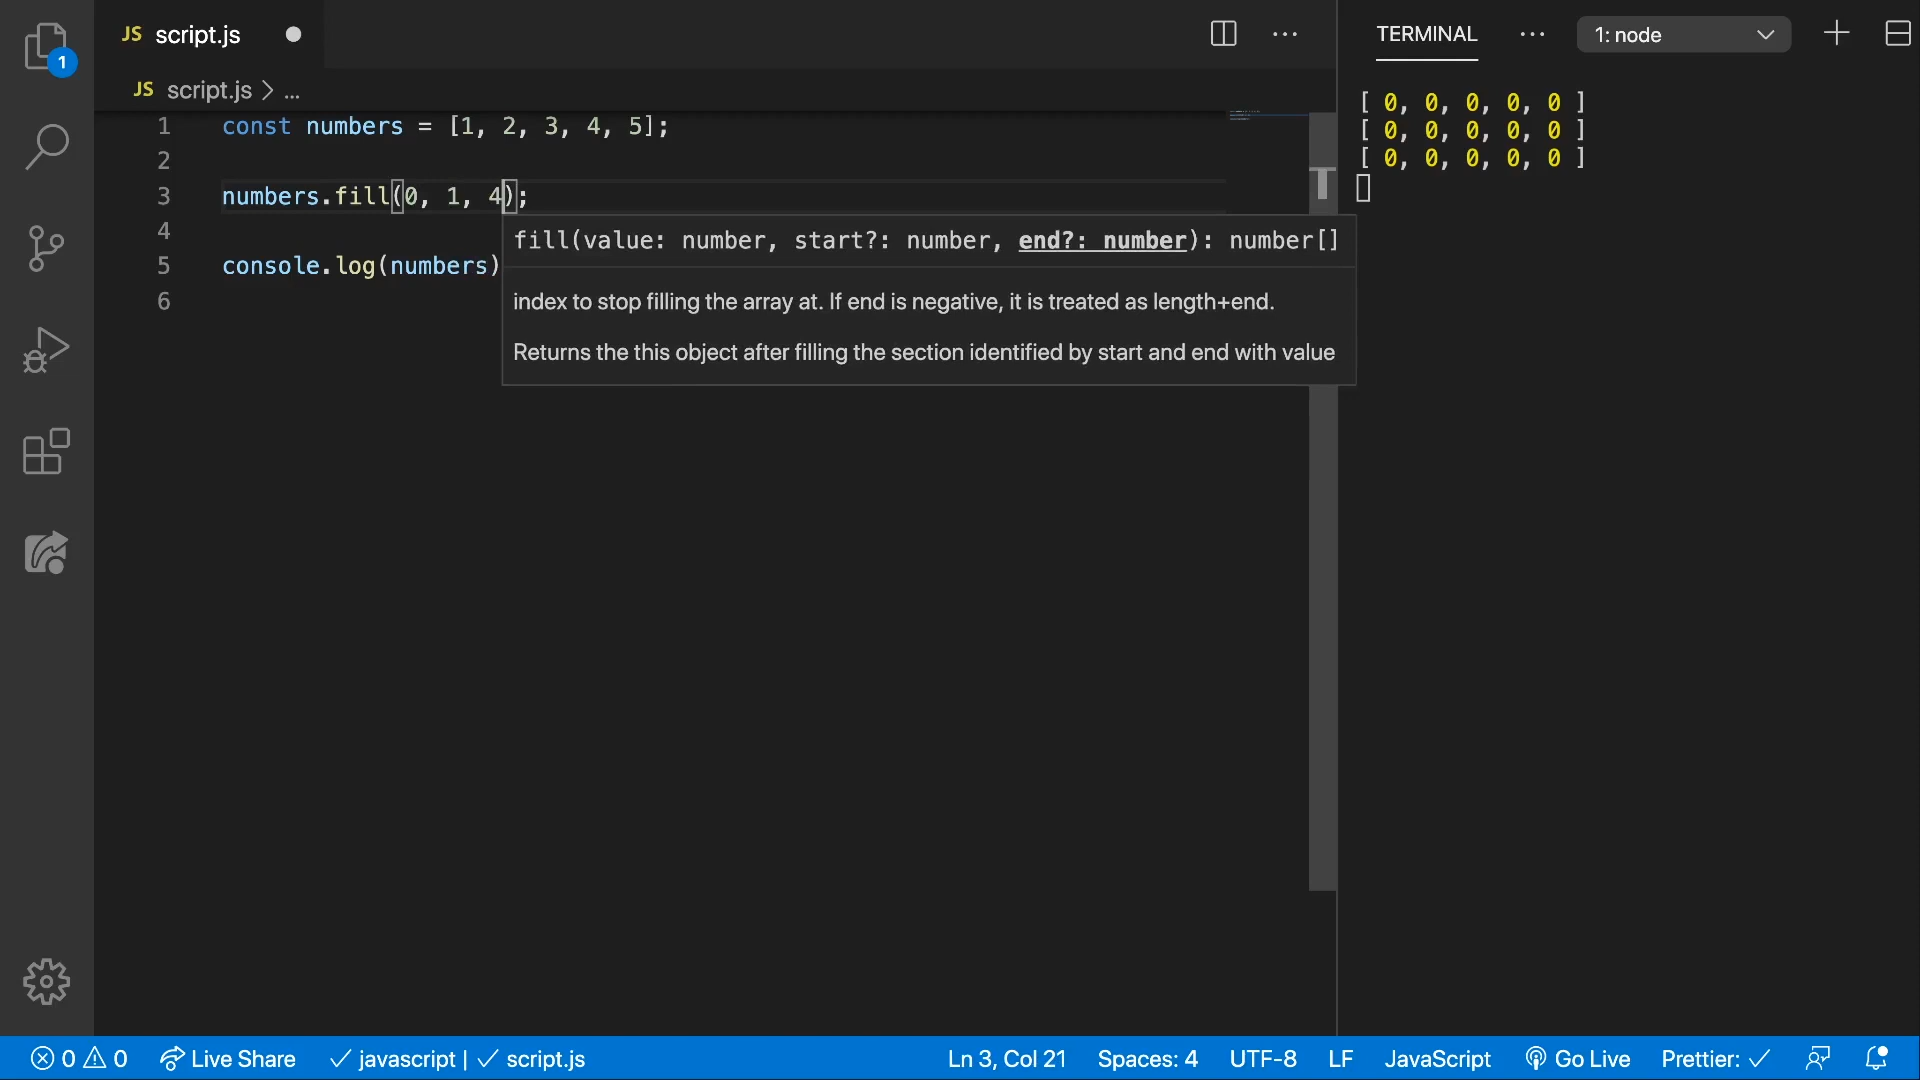 JS script.js
TERMINAL
1: node
1
JS script.js > ...
1 const numbers = [1, 2, 3, 4, 5];
2
3 numbers.fill(0, 1, 4);
4
5 console.log(numbers)
6
fill(value: number, start?: number, end?: number): number[]
index to stop filling the array at. If end is negative, it is treated as length+end.
Returns the this object after filling the section identified by start and end with value
[ 0, 0, 0, 0, 0 ]
[ 0, 0, 0, 0, 0 ]
[ 0, 0, 0, 0, 0 ]
0 0 Live Share javascript | script.js Ln 3, Col 21 Spaces: 4 UTF-8 LF JavaScript Go Live Prettier: